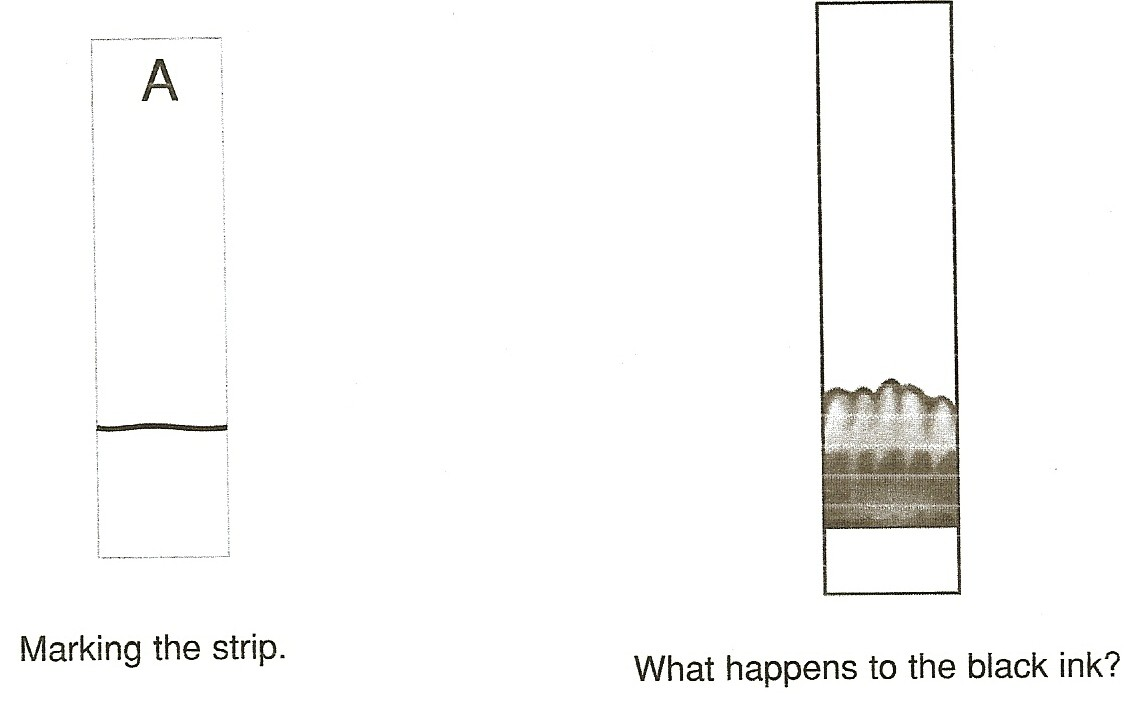 A
Marking the strip.
What happens to the black ink?